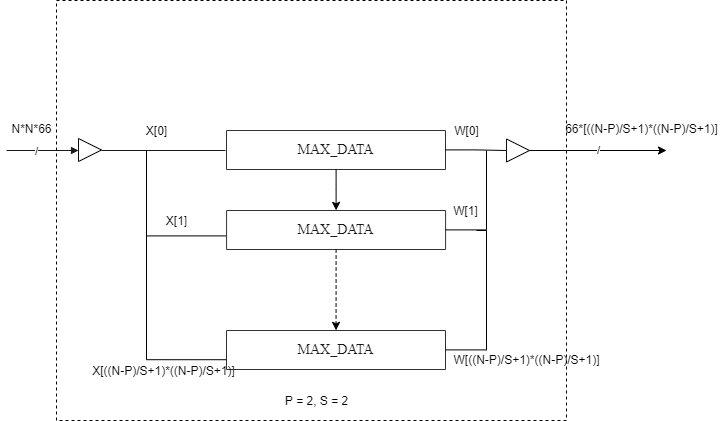 N*N*66
X[0]
MAX_DATA
W[0]
66*[((N-P)/S+1)*((N-P)/S+1)]
X[1]
MAX_DATA
W[1]
X[((N-P)/S+1)*((N-P)/S+1)]
MAX_DATA
W[((N-P)/S+1)*((N-P)/S+1)]
P = 2, S = 2